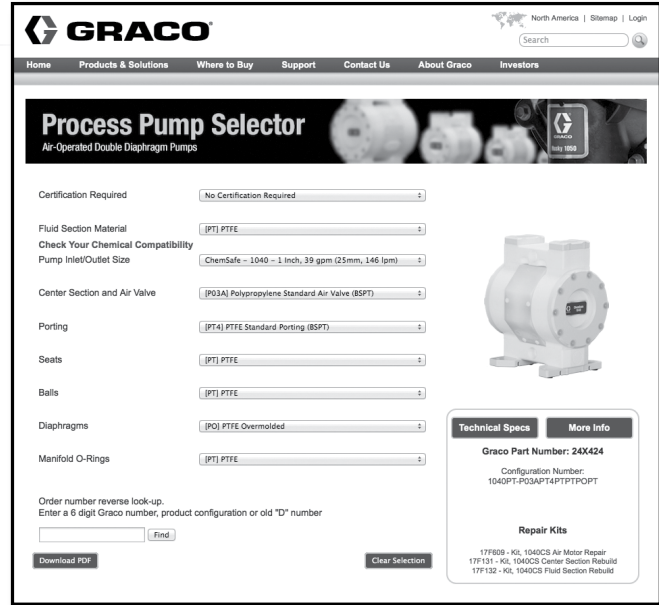 GRACO
North America | Sitemap | Login
Search
Home Products & Solutions Where to Buy Support Contact Us About Graco Investors
Process Pump Selector
Air-Operated Double Diaphragm Pumps
GRACO
Husky 1050
Certification Required No Certification Required
Fluid Section Material [PT] PTFE
Check Your Chemical Compatibility
Pump Inlet/Outlet Size ChemSafe – 1040 – 1 Inch, 39 gpm (25mm, 146 lpm)
Center Section and Air Valve [P03A] Polypropylene Standard Air Valve (BSPT)
Porting [PT4] PTFE Standard Porting (BSPT)
Seats [PT] PTFE
Balls [PT] PTFE
Diaphragms [PO] PTFE Overmolded
Manifold O-Rings [PT] PTFE
Order number reverse look-up.
Enter a 6 digit Graco number, product configuration or old "D" number
Find
Download PDF Clear Selection
Technical Specs More Info
Graco Part Number: 24X424
Configuration Number:
1040PT-P03APT4PTPTPOPT
Repair Kits
17F609 - Kit, 1040CS Air Motor Repair
17F131 - Kit, 1040CS Center Section Rebuild
17F132 - Kit, 1040CS Fluid Section Rebuild